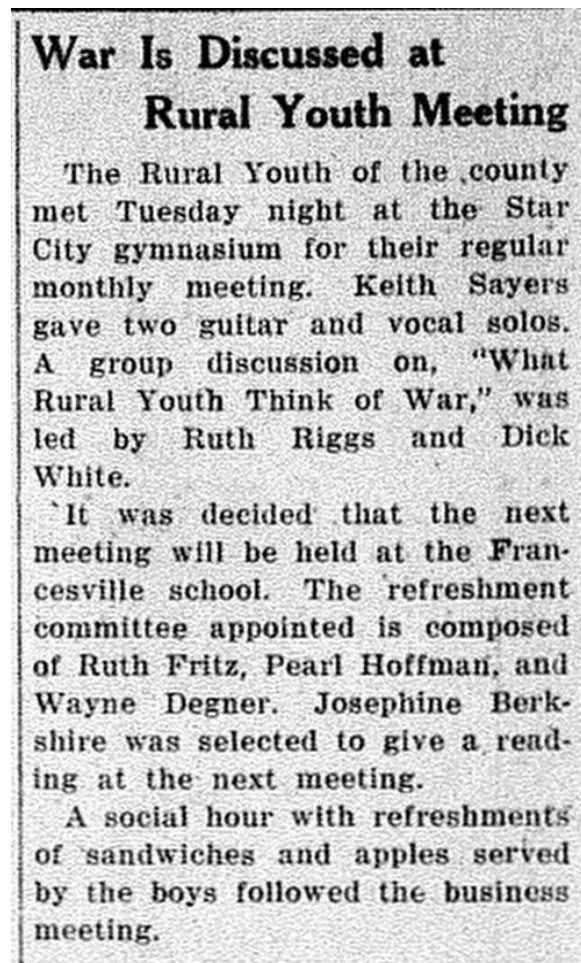 War Is Discussed at
Rural Youth Meeting
The Rural Youth of the county
met Tuesday night at the Star
City gymnasium for their regular
monthly meeting. Keith Sayers
gave two guitar and vocal solos.
A group discussion on, "What
Rural Youth Think of War," was
led by Ruth Riggs and Dick
White.
It was decided that the next
meeting will be held at the Fran-
cesville school. The refreshment
committee appointed is composed
of Ruth Fritz, Pearl Hoffman, and
Wayne Degner. Josephine Berk-
shire was selected to give a read-
ing at the next meeting.
A social hour with refreshments
of sandwiches and apples served
by the boys followed the business
meeting.